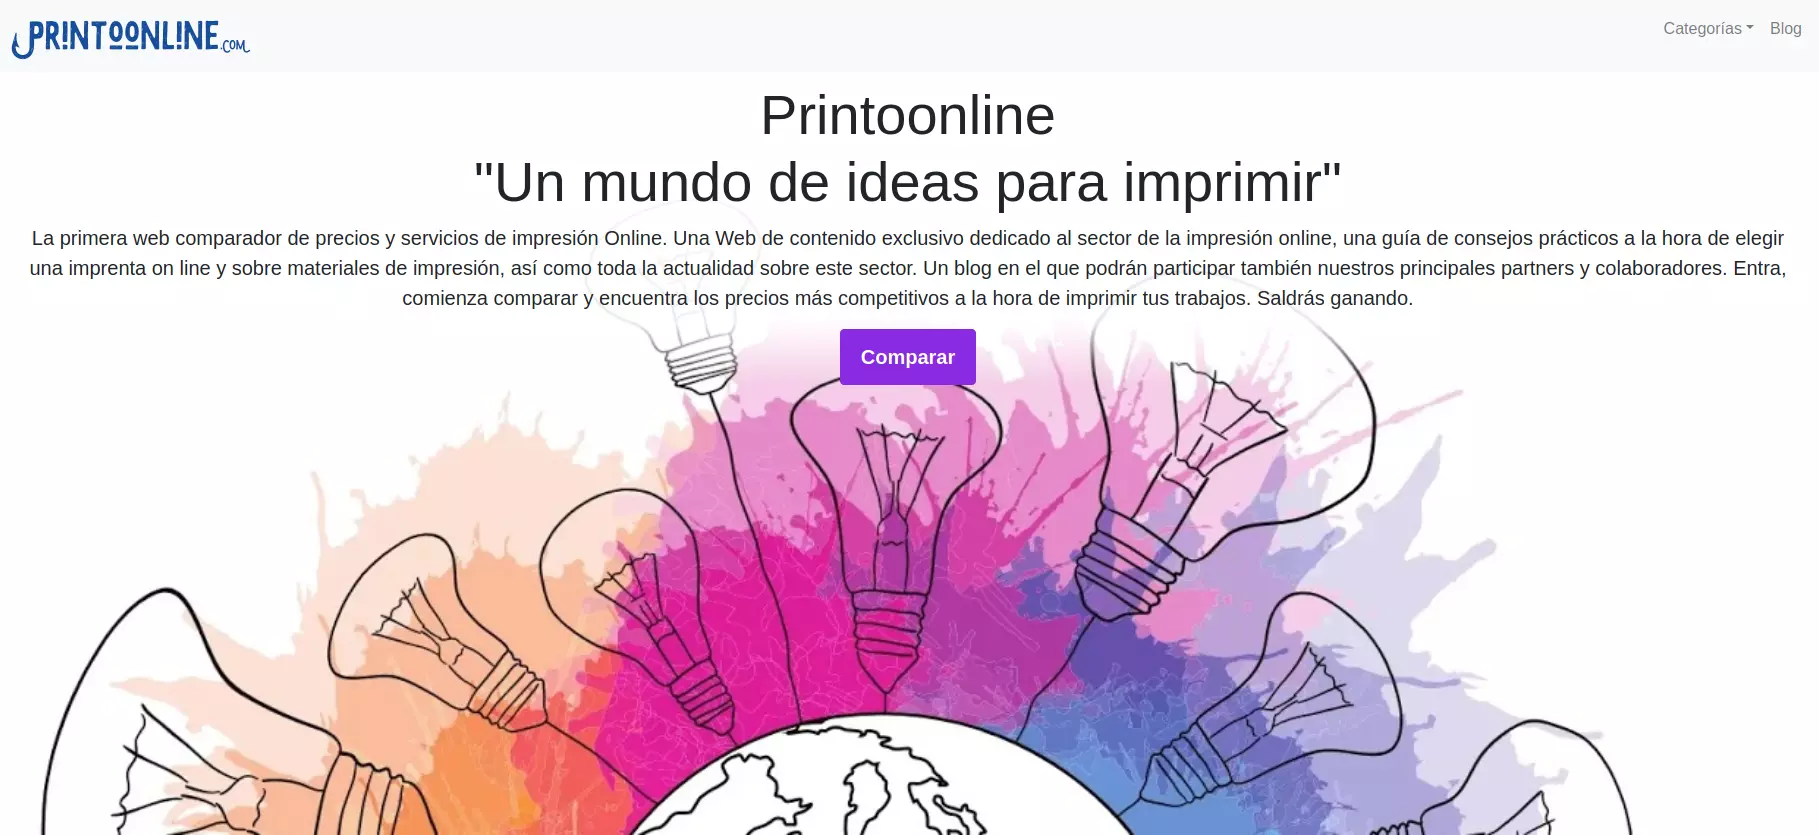 PRINTOONLINE.COM
Categorías
Blog
Printoonline
"Un mundo de ideas para imprimir"
La primera web comparador de precios y servicios de impresión Online. Una Web de contenido exclusivo dedicado al sector de la impresión online, una guía de consejos prácticos a la hora de elegir
una imprenta on line y sobre materiales de impresión, así como toda la actualidad sobre este sector. Un blog en el que podrán participar también nuestros principales partners y colaboradores. Entra,
comienza comparar y encuentra los precios más competitivos a la hora de imprimir tus trabajos. Saldrás ganando.
Comparar